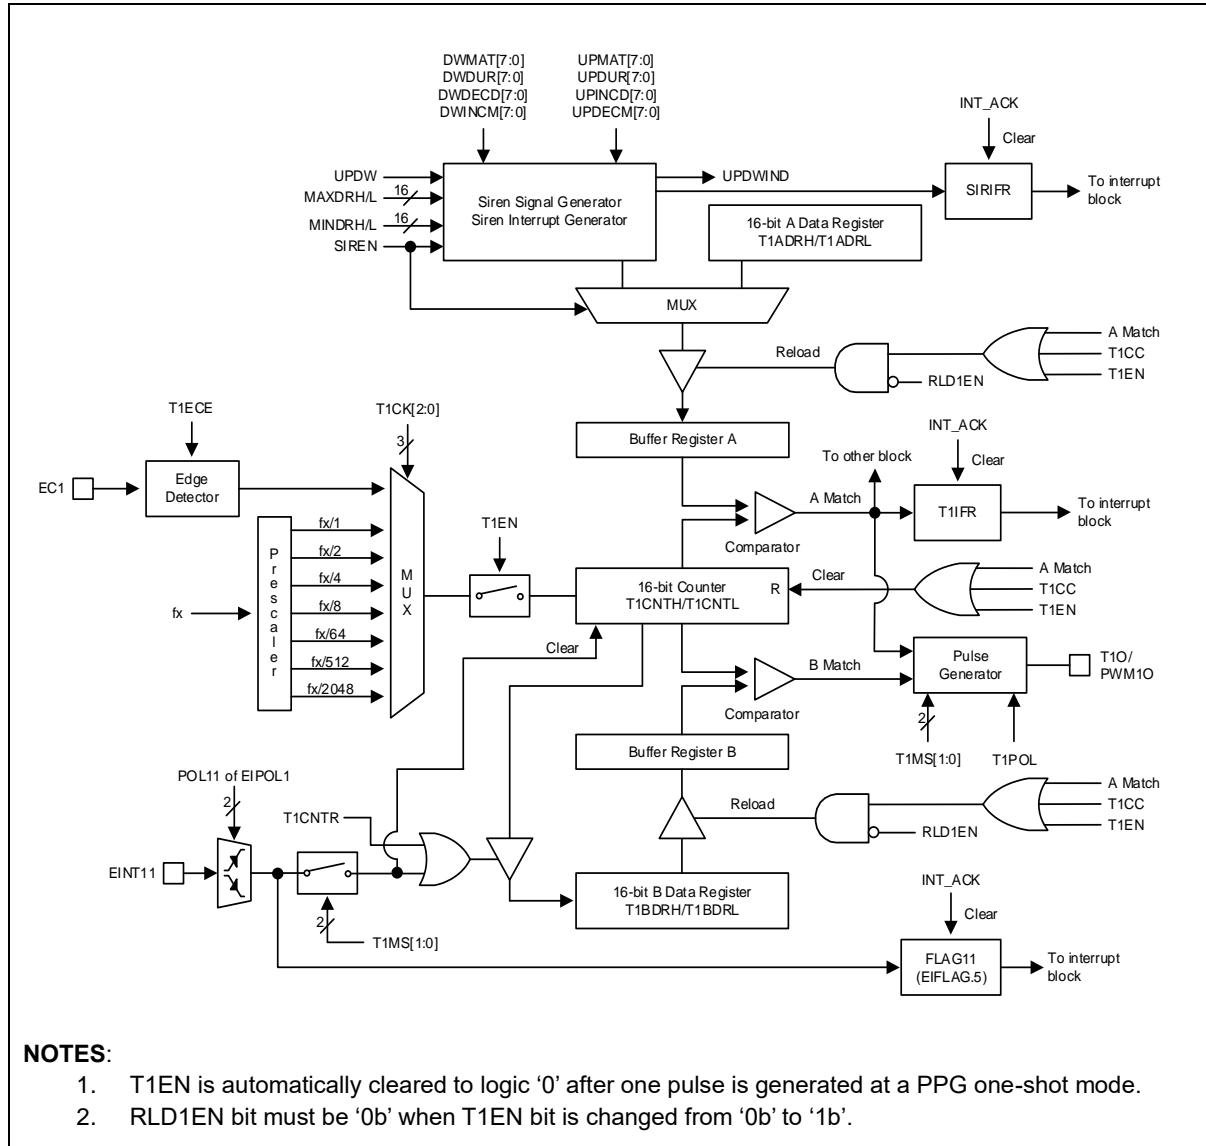 DWMAT[7:0]
DWDUR[7:0]
DWDECD[7:0]
DWINCM[7:0]
UPMAT[7:0]
UPDUR[7:0]
UPINCD[7:0]
UPDECM[7:0]
INT_ACK
Clear
UPDW
MAXDRH/L
16
MINDRH/L
16
SIREN
Siren Signal Generator
Siren Interrupt Generator
UPDWIND
SIRIFR
To interrupt
block
16-bit A Data Register
T1ADRH/T1ADRL
MUX
Reload
RLD1EN
A Match
T1CC
T1EN
T1ECE
T1CK[2:0]
3
Buffer Register A
INT_ACK
Clear
To other block
EC1
Edge
Detector
A Match
T1IFR
To interrupt
block
Comparator
fx
Prescaler
fx/1
fx/2
fx/4
fx/8
fx/64
fx/512
fx/2048
MUX
T1EN
16-bit Counter
T1CNTH/T1CNTL
R
Clear
A Match
T1CC
T1EN
Clear
B Match
Comparator
Pulse
Generator
T1O/
PWM1O
2
T1MS[1:0]
T1POL
Buffer Register B
POL11 of EIPOL1
2
T1CNTR
Reload
RLD1EN
A Match
T1CC
T1EN
EINT11
2
T1MS[1:0]
16-bit B Data Register
T1BDRH/T1BDRL
INT_ACK
Clear
FLAG11
(EIFLAG.5)
To interrupt
block
NOTES:
1. T1EN is automatically cleared to logic ‘0’ after one pulse is generated at a PPG one-shot mode.
2. RLD1EN bit must be ‘0b’ when T1EN bit is changed from ‘0b’ to ‘1b’.